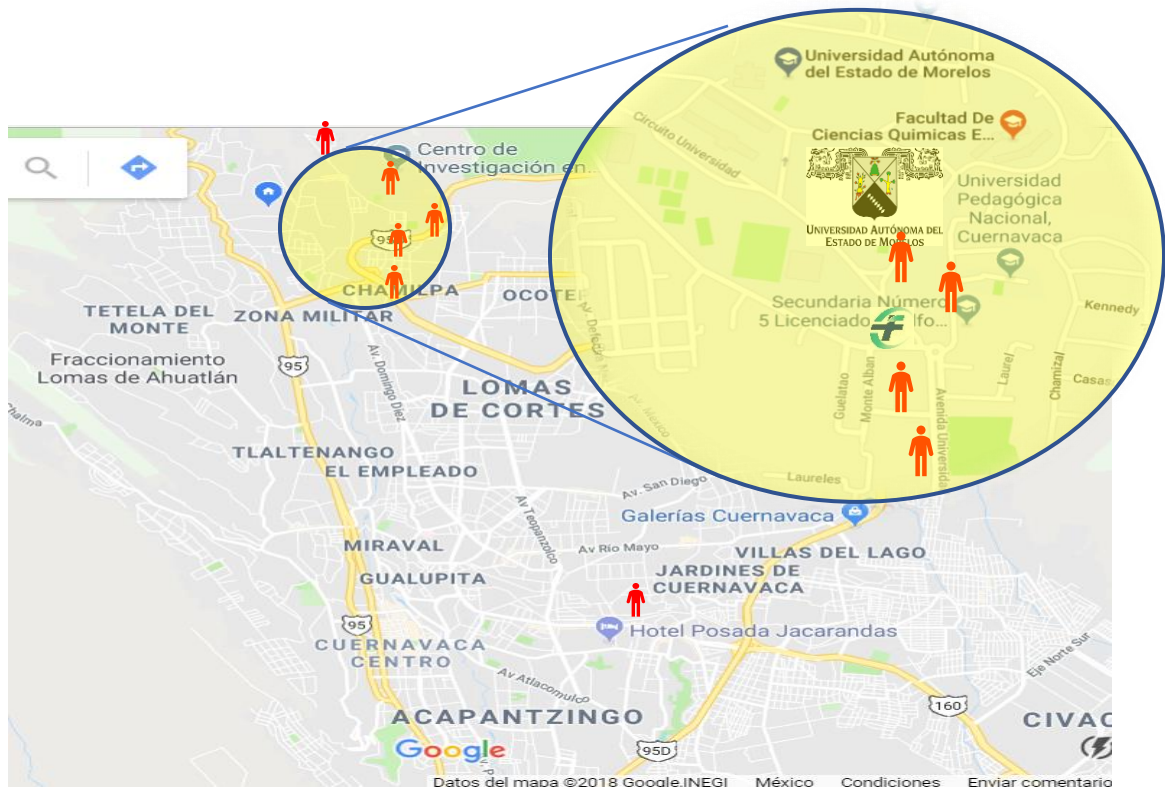 Universidad Autónoma
del Estado de Morelos
Facultad De
Ciencias Quimicas E...
Circuito Universidad
Universidad
Pedagógica
Nacional,
Cuernavaca
UNIVERSIDAD AUTÓNOMA DEL
ESTADO DE MORELOS
Secundaria Número
5 Licenciado
Kennedy
Guelatao
Monte Alban
Avenida Universidad
Laurel
Chamizal
Casas
Laureles
Centro de
Investigación en...
CHAMILPA
OCOTE
TETELA DEL
MONTE
ZONA MILITAR
Fraccionamiento
Lomas de Ahuatlán
95
Av. Domingo Diez
LOMAS
DE CORTES
Chalma
TLALTENANGO
EL EMPLEADO
Av. San Diego
Av Teopanzolco
Galerías Cuernavaca
MIRAVAL
Av Río Mayo
VILLAS DEL LAGO
GUALUPITA
JARDINES DE
CUERNAVACA
95
Hotel Posada Jacarandas
CUERNAVACA
CENTRO
Av Atlacomulco
Eje Norte Sur
160
ACAPANTZINGO
CIVAC
Google
95D
Datos del mapa ©2018 Google, INEGI México Condiciones Enviar comentario